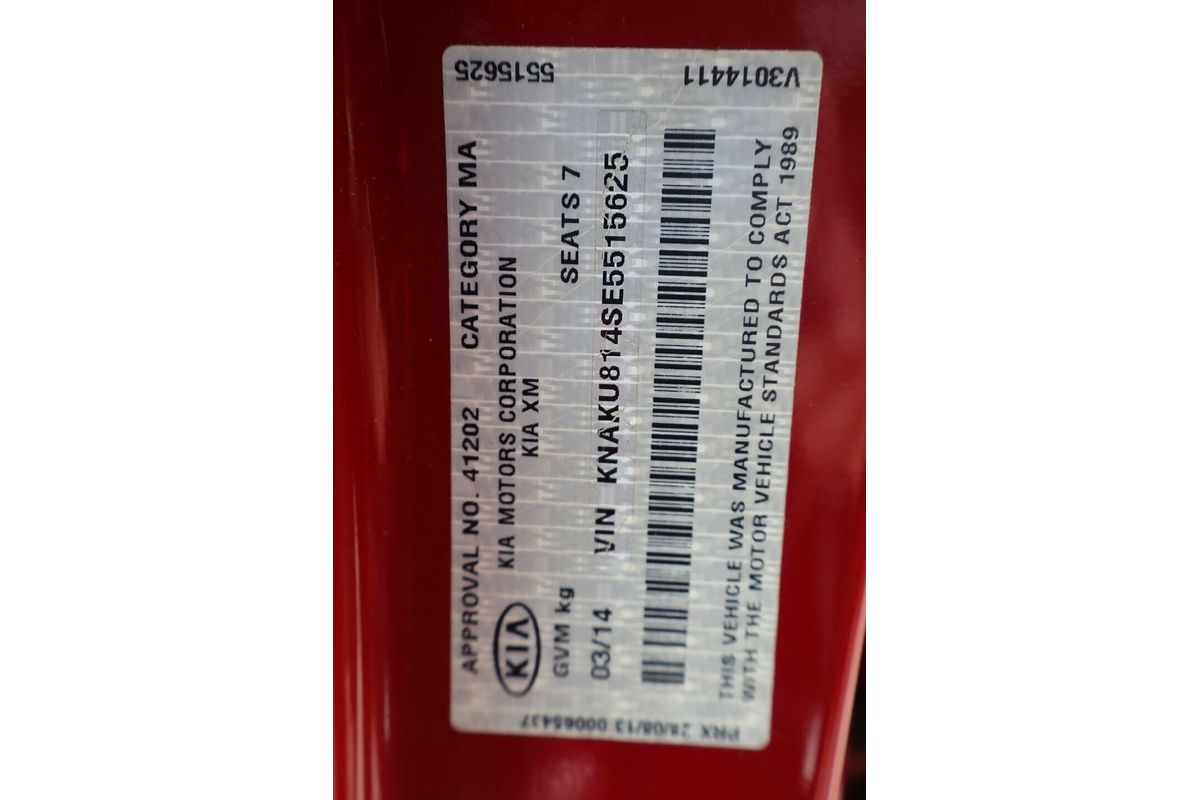 APPROVAL NO. 41202 CATEGORY MA
KIA MOTORS CORPORATION
KIA XM
KIA
GVM kg SEATS 7
03/14 VIN KNAKU814SE5515625
THIS VEHICLE WAS MANUFACTURED TO COMPLY
WITH THE MOTOR VEHICLE STANDARDS ACT 1989
5515625
V3014411
PRX 28/08/13 00065437